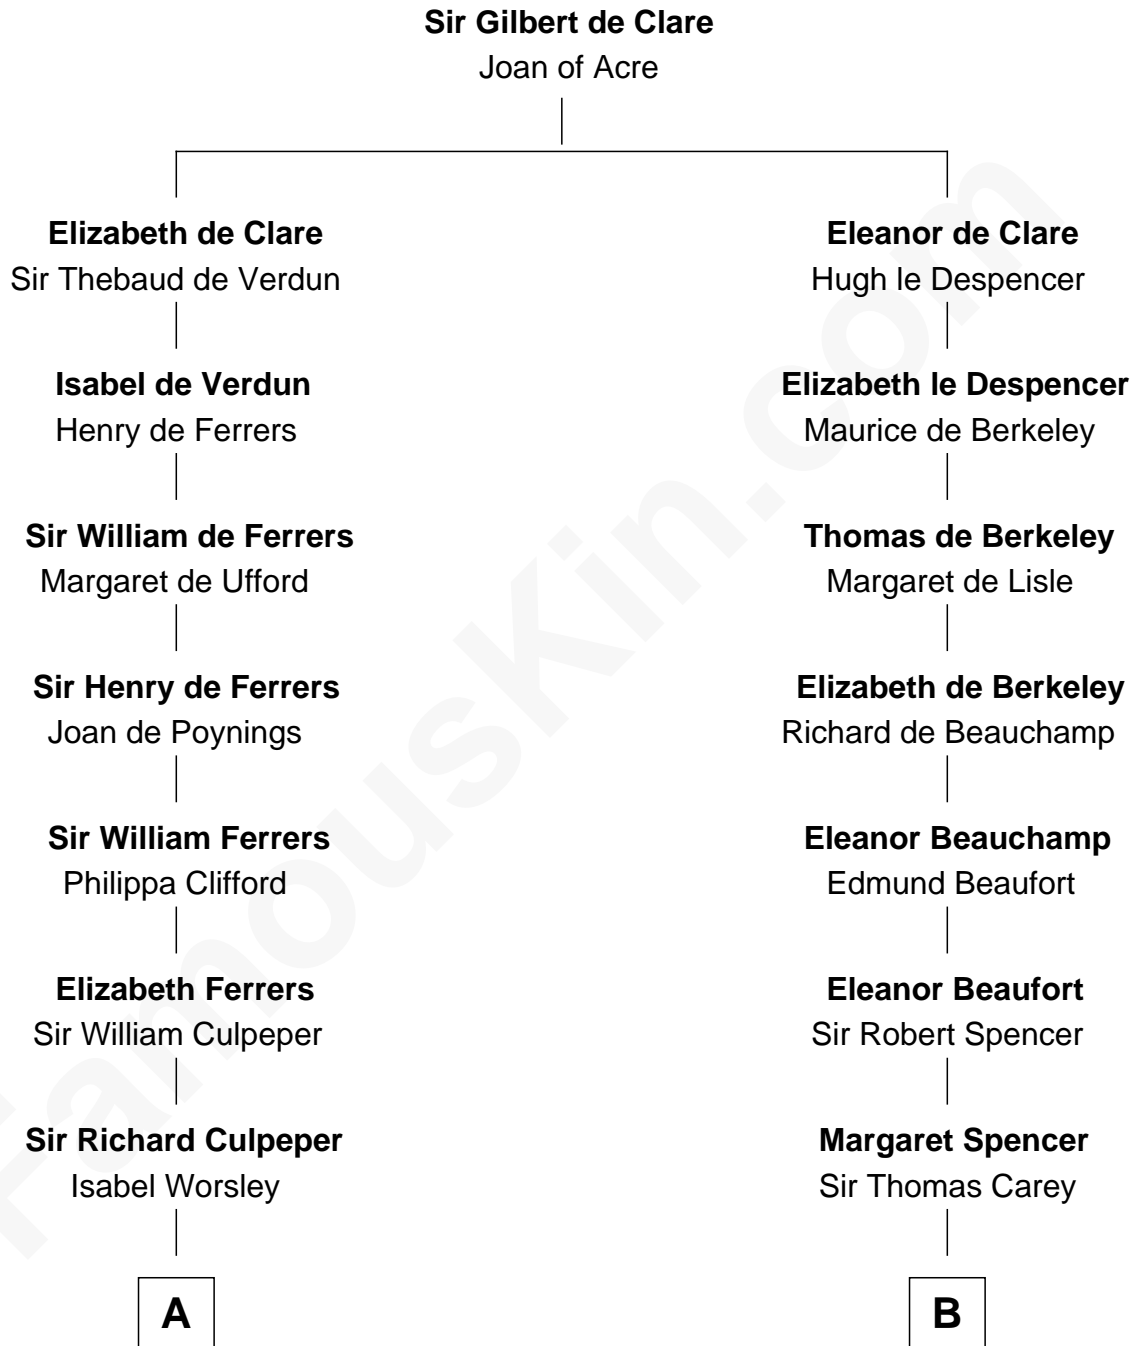 Sir Gilbert de Clare
Joan of Acre
Elizabeth de Clare
Sir Thebaud de Verdun
Eleanor de Clare
Hugh le Despencer
Isabel de Verdun
Henry de Ferrers
Elizabeth le Despencer
Maurice de Berkeley
Sir William de Ferrers
Margaret de Ufford
Thomas de Berkeley
Margaret de Lisle
Sir Henry de Ferrers
Joan de Poynings
Elizabeth de Berkeley
Richard de Beauchamp
Sir William Ferrers
Philippa Clifford
Eleanor Beauchamp
Edmund Beaufort
Elizabeth Ferrers
Sir William Culpeper
Eleanor Beaufort
Sir Robert Spencer
Sir Richard Culpeper
Isabel Worsley
Margaret Spencer
Sir Thomas Carey
A
B
FamousKin.com